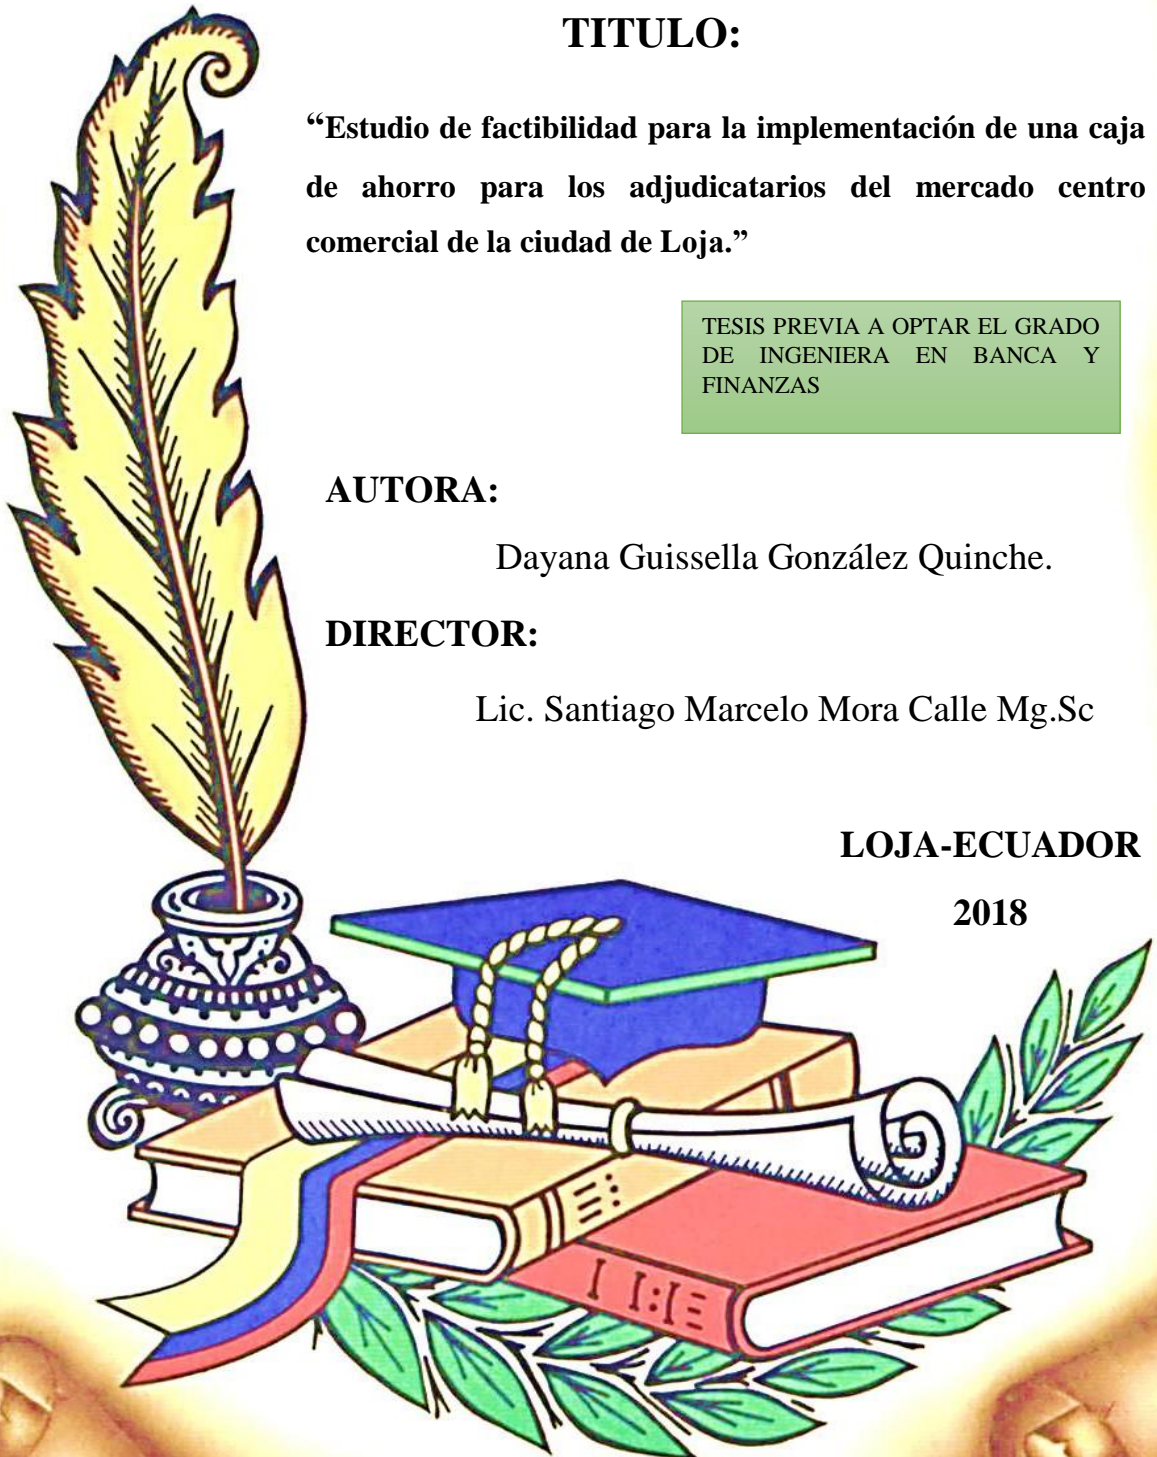 TITULO:
“Estudio de factibilidad para la implementación de una caja
de ahorro para los adjudicatarios del mercado centro
comercial de la ciudad de Loja.”
TESIS PREVIA A OPTAR EL GRADO
DE INGENIERA EN BANCA Y
FINANZAS
AUTORA:
Dayana Guissella González Quinche.
DIRECTOR:
Lic. Santiago Marcelo Mora Calle Mg.Sc
LOJA-ECUADOR
2018